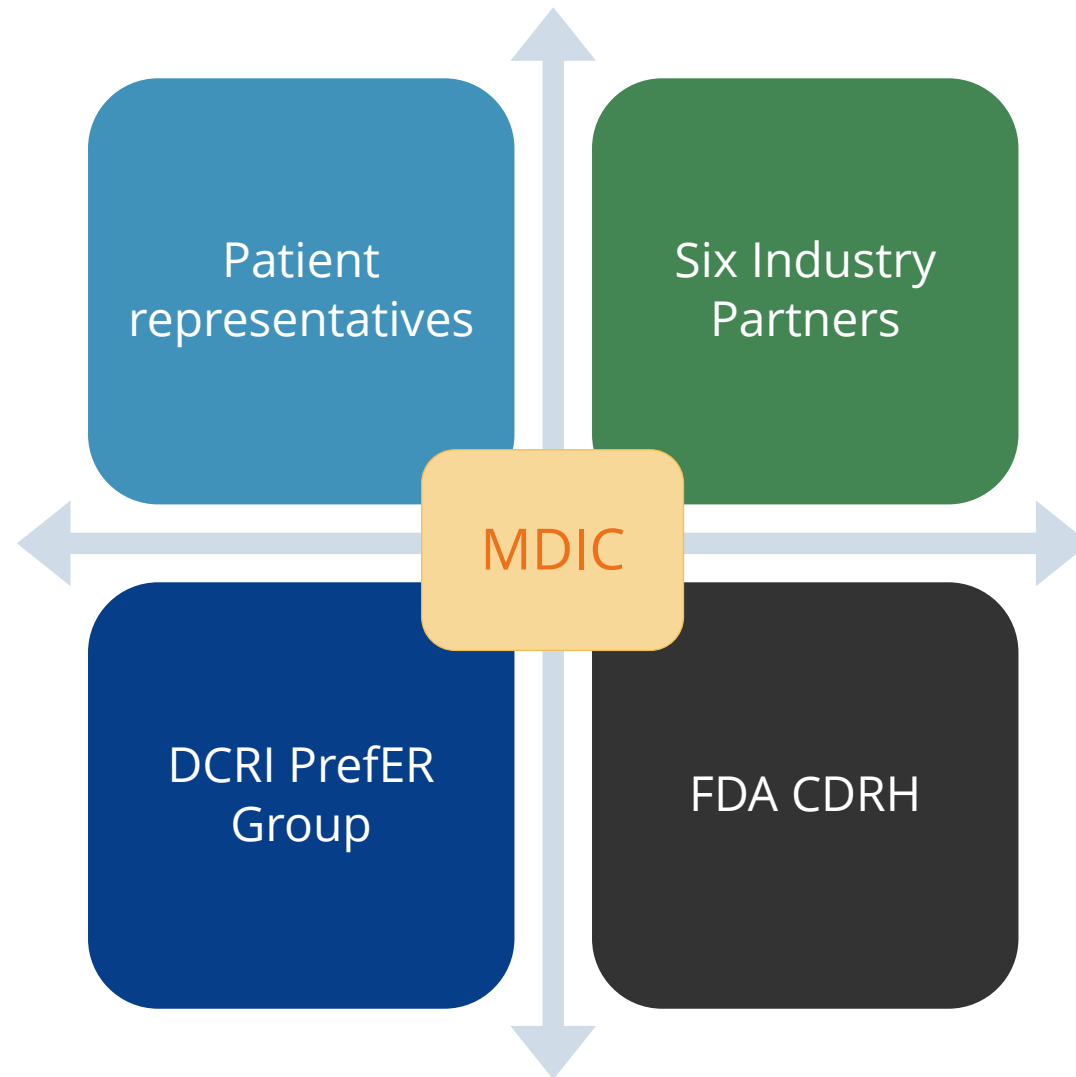 Patient
representatives
Six Industry
Partners
MDIC
DCRI PrefER
Group
FDA CDRH